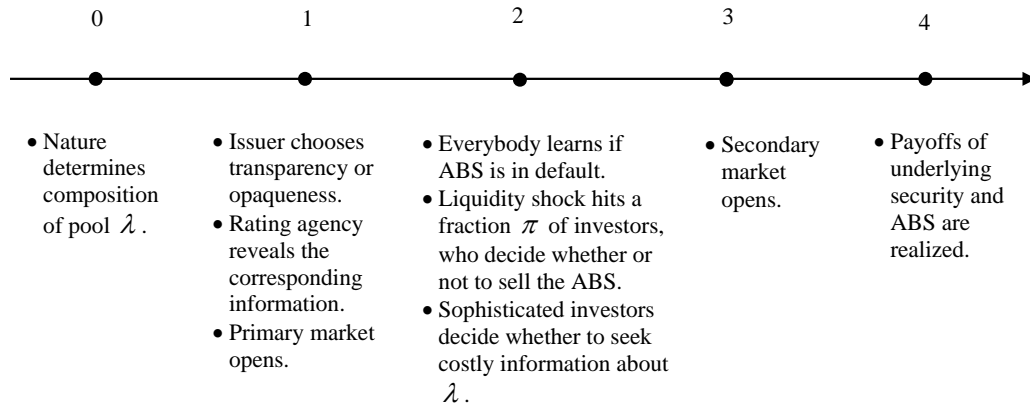 0 1 2 3 4
• Nature
determines
composition
of pool λ .
• Issuer chooses
transparency or
opaqueness.
• Rating agency
reveals the
corresponding
information.
• Primary market
opens.
• Everybody learns if
ABS is in default.
• Liquidity shock hits a
fraction π of investors,
who decide whether or
not to sell the ABS.
• Sophisticated investors
decide whether to seek
costly information about
λ .
• Secondary
market
opens.
• Payoffs of
underlying
security and
ABS are
realized.